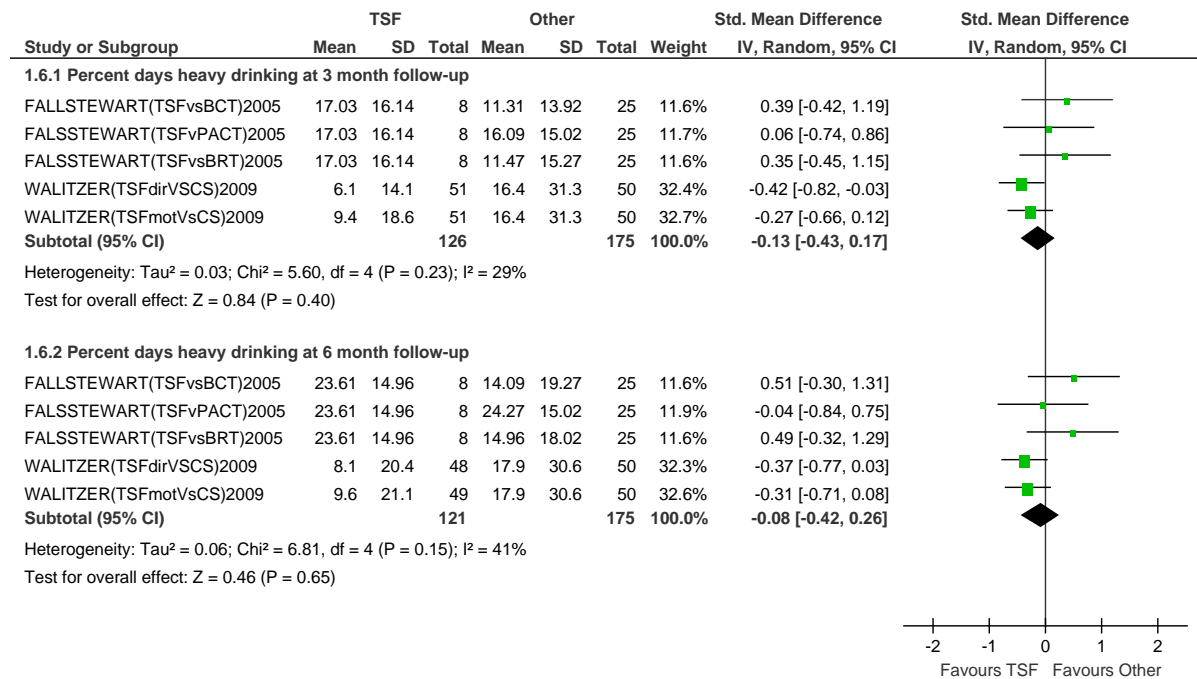 TSF Other Std. Mean Difference Std. Mean Difference
Study or Subgroup Mean SD Total Mean SD Total Weight IV, Random, 95% CI IV, Random, 95% CI
1.6.1 Percent days heavy drinking at 3 month follow-up
FALLSTEWART(TSFvsBCT)2005 17.03 16.14 8 11.31 13.92 25 11.6% 0.39 [-0.42, 1.19]
FALSSTEWART(TSFvPACT)2005 17.03 16.14 8 16.09 15.02 25 11.7% 0.06 [-0.74, 0.86]
FALSSTEWART(TSFvsBRT)2005 17.03 16.14 8 11.47 15.27 25 11.6% 0.35 [-0.45, 1.15]
WALITZER(TSFdirVSCS)2009 6.1 14.1 51 16.4 31.3 50 32.4% -0.42 [-0.82, -0.03]
WALITZER(TSFmotVsCS)2009 9.4 18.6 51 16.4 31.3 50 32.7% -0.27 [-0.66, 0.12]
Subtotal (95% CI) 126 175 100.0% -0.13 [-0.43, 0.17]
Heterogeneity: Tau² = 0.03; Chi² = 5.60, df = 4 (P = 0.23); I² = 29%
Test for overall effect: Z = 0.84 (P = 0.40)
1.6.2 Percent days heavy drinking at 6 month follow-up
FALLSTEWART(TSFvsBCT)2005 23.61 14.96 8 14.09 19.27 25 11.6% 0.51 [-0.30, 1.31]
FALSSTEWART(TSFvPACT)2005 23.61 14.96 8 24.27 15.02 25 11.9% -0.04 [-0.84, 0.75]
FALSSTEWART(TSFvsBRT)2005 23.61 14.96 8 14.96 18.02 25 11.6% 0.49 [-0.32, 1.29]
WALITZER(TSFdirVSCS)2009 8.1 20.4 48 17.9 30.6 50 32.3% -0.37 [-0.77, 0.03]
WALITZER(TSFmotVsCS)2009 9.6 21.1 49 17.9 30.6 50 32.6% -0.31 [-0.71, 0.08]
Subtotal (95% CI) 121 175 100.0% -0.08 [-0.42, 0.26]
Heterogeneity: Tau² = 0.06; Chi² = 6.81, df = 4 (P = 0.15); I² = 41%
Test for overall effect: Z = 0.46 (P = 0.65)
-2 -1 0 1 2
Favours TSF Favours Other